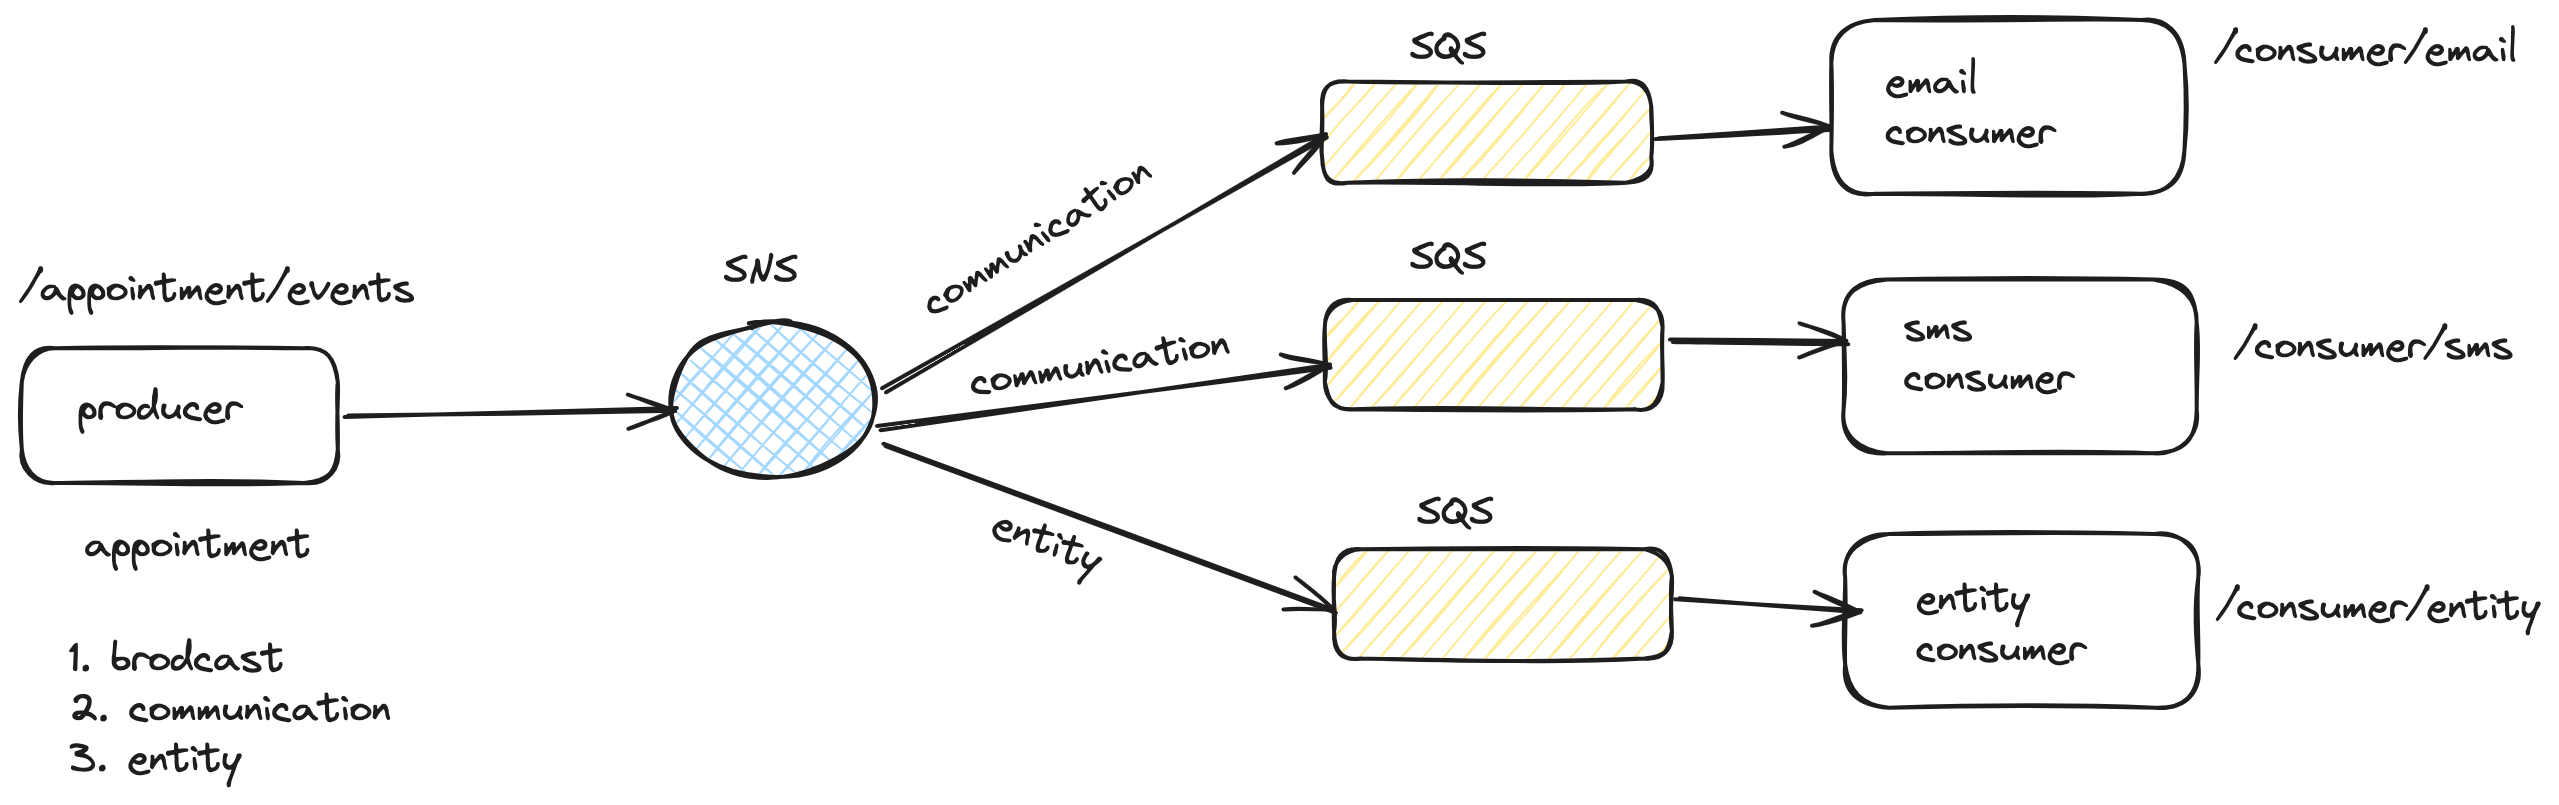 /appointment/events
producer
appointment
1. brodcast
2. communication
3. entity
SNS
communication
communication
entity
SQS
email
consumer
/consumer/email
SQS
sms
consumer
/consumer/sms
SQS
entity
consumer
/consumer/entity